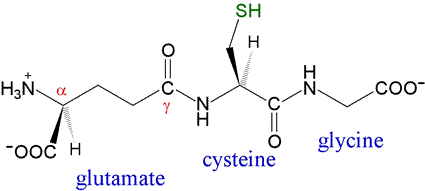 SH
O H
H₃N⁺ α H H N COO⁻
γ N H
⁻OOC H O
glutamate cysteine glycine